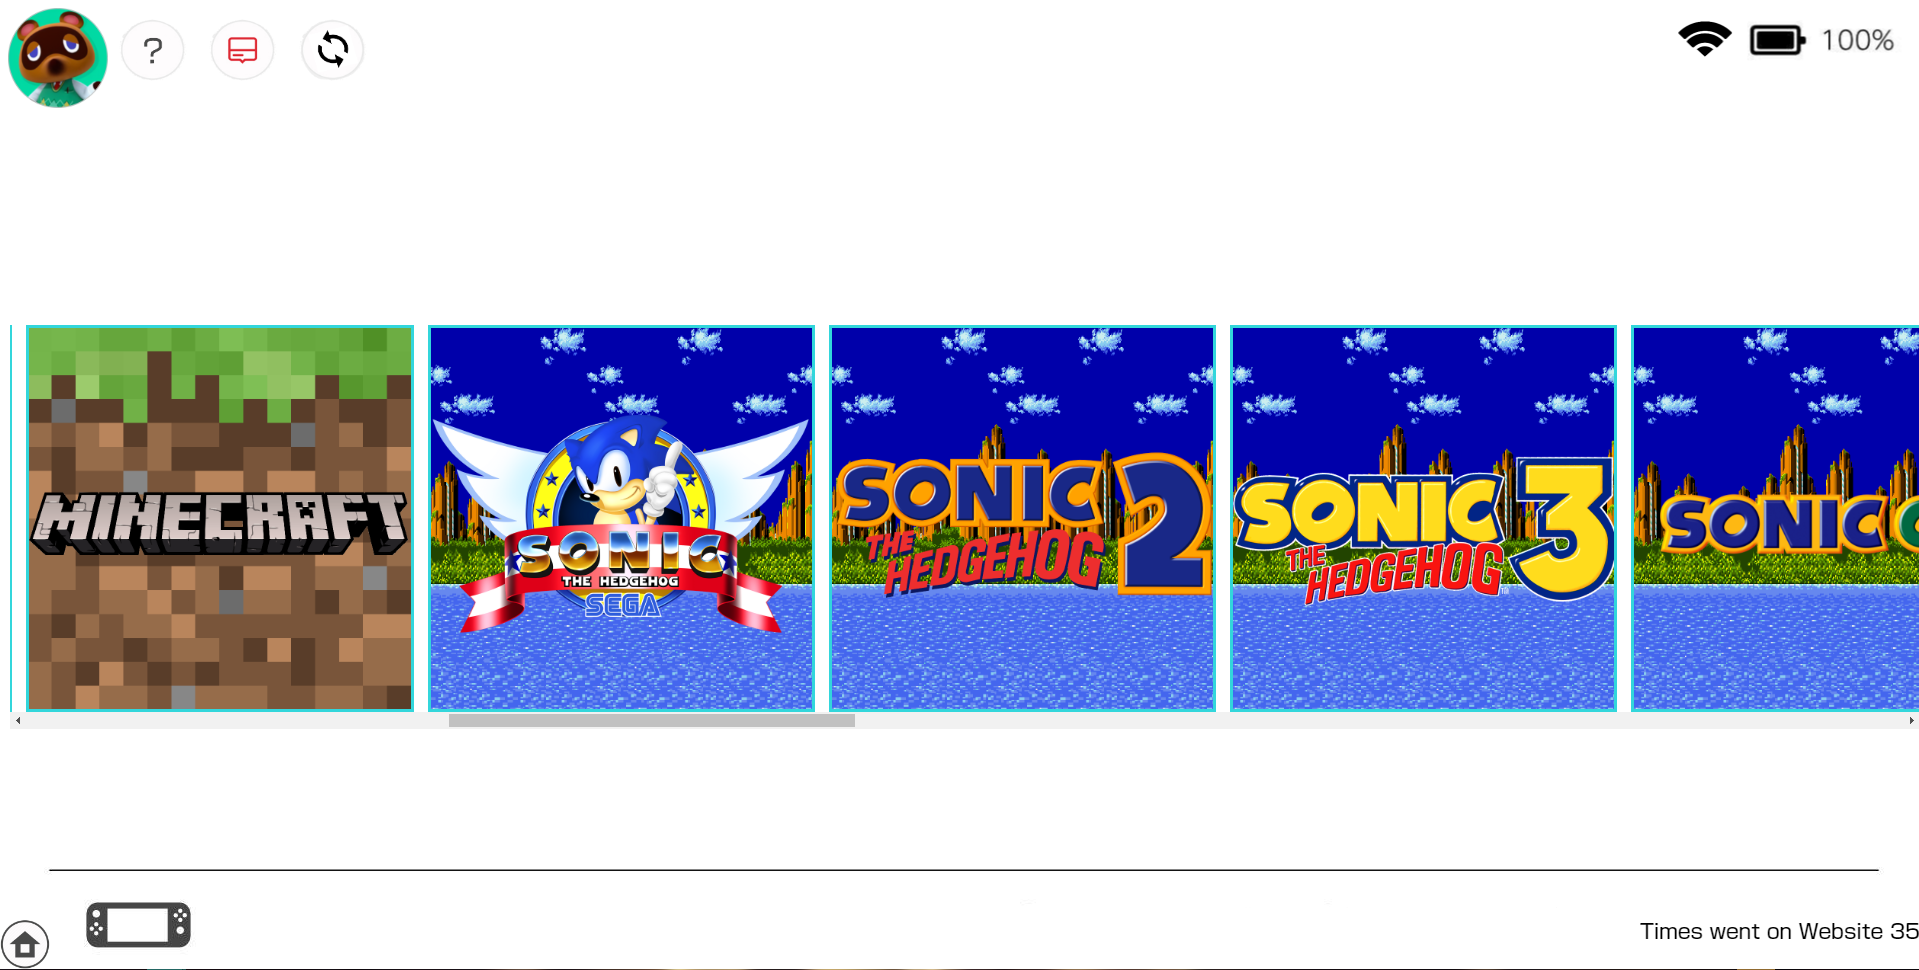 ?
100%
MINECRAFT
SONIC
THE HEDGEHOG
SEGA
SONIC 2
THE
HEDGEHOG
SONIC 3
THE
HEDGEHOG
TM
SONIC
Times went on Website 35